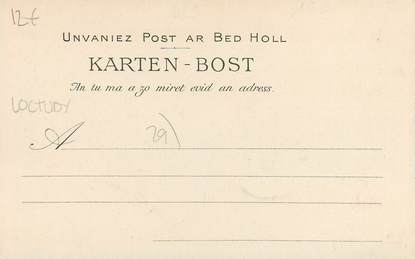 12€
UNVANIEZ POST AR BED HOLL
KARTEN-BOST
An tu ma a zo miret evid an adress.
LOCTUDY
A
29)